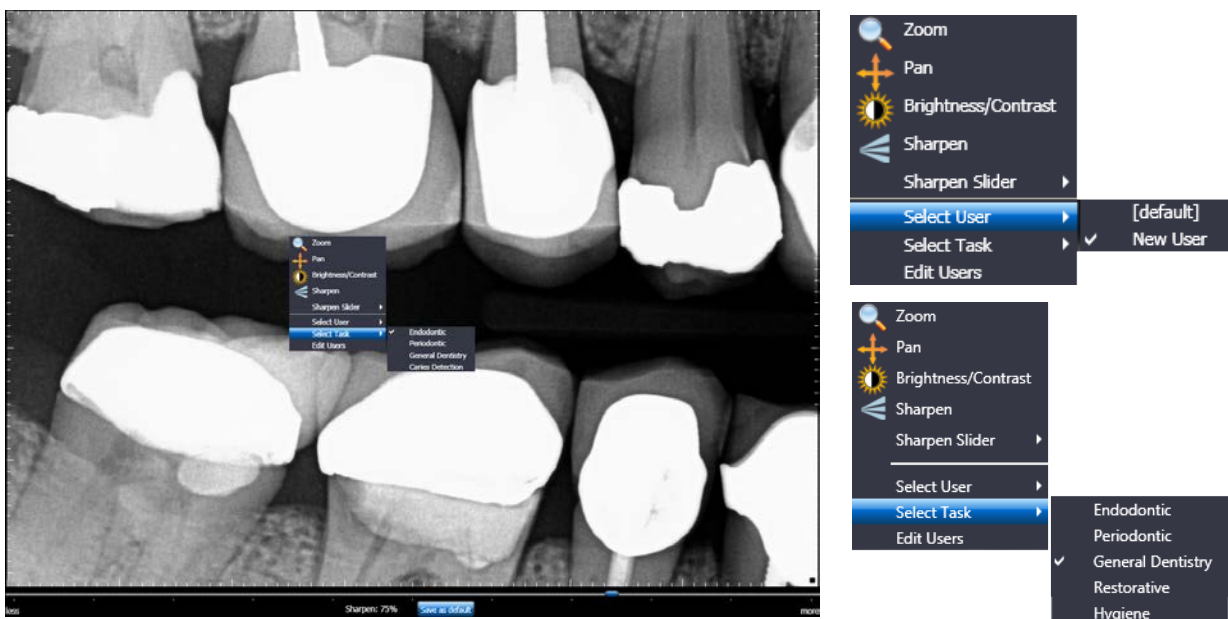 Zoom
Pan
Brightness/Contrast
Sharpen
Sharpen Slider
Select User
Select Task
Edit Users
Endodontic
Periodontic
General Dentistry
Caries Detection
less
Sharpen: 75%
Save as default
more
Zoom
Pan
Brightness/Contrast
Sharpen
Sharpen Slider
Select User
Select Task
Edit Users
[default]
New User
Zoom
Pan
Brightness/Contrast
Sharpen
Sharpen Slider
Select User
Select Task
Edit Users
Endodontic
Periodontic
General Dentistry
Restorative
Hygiene